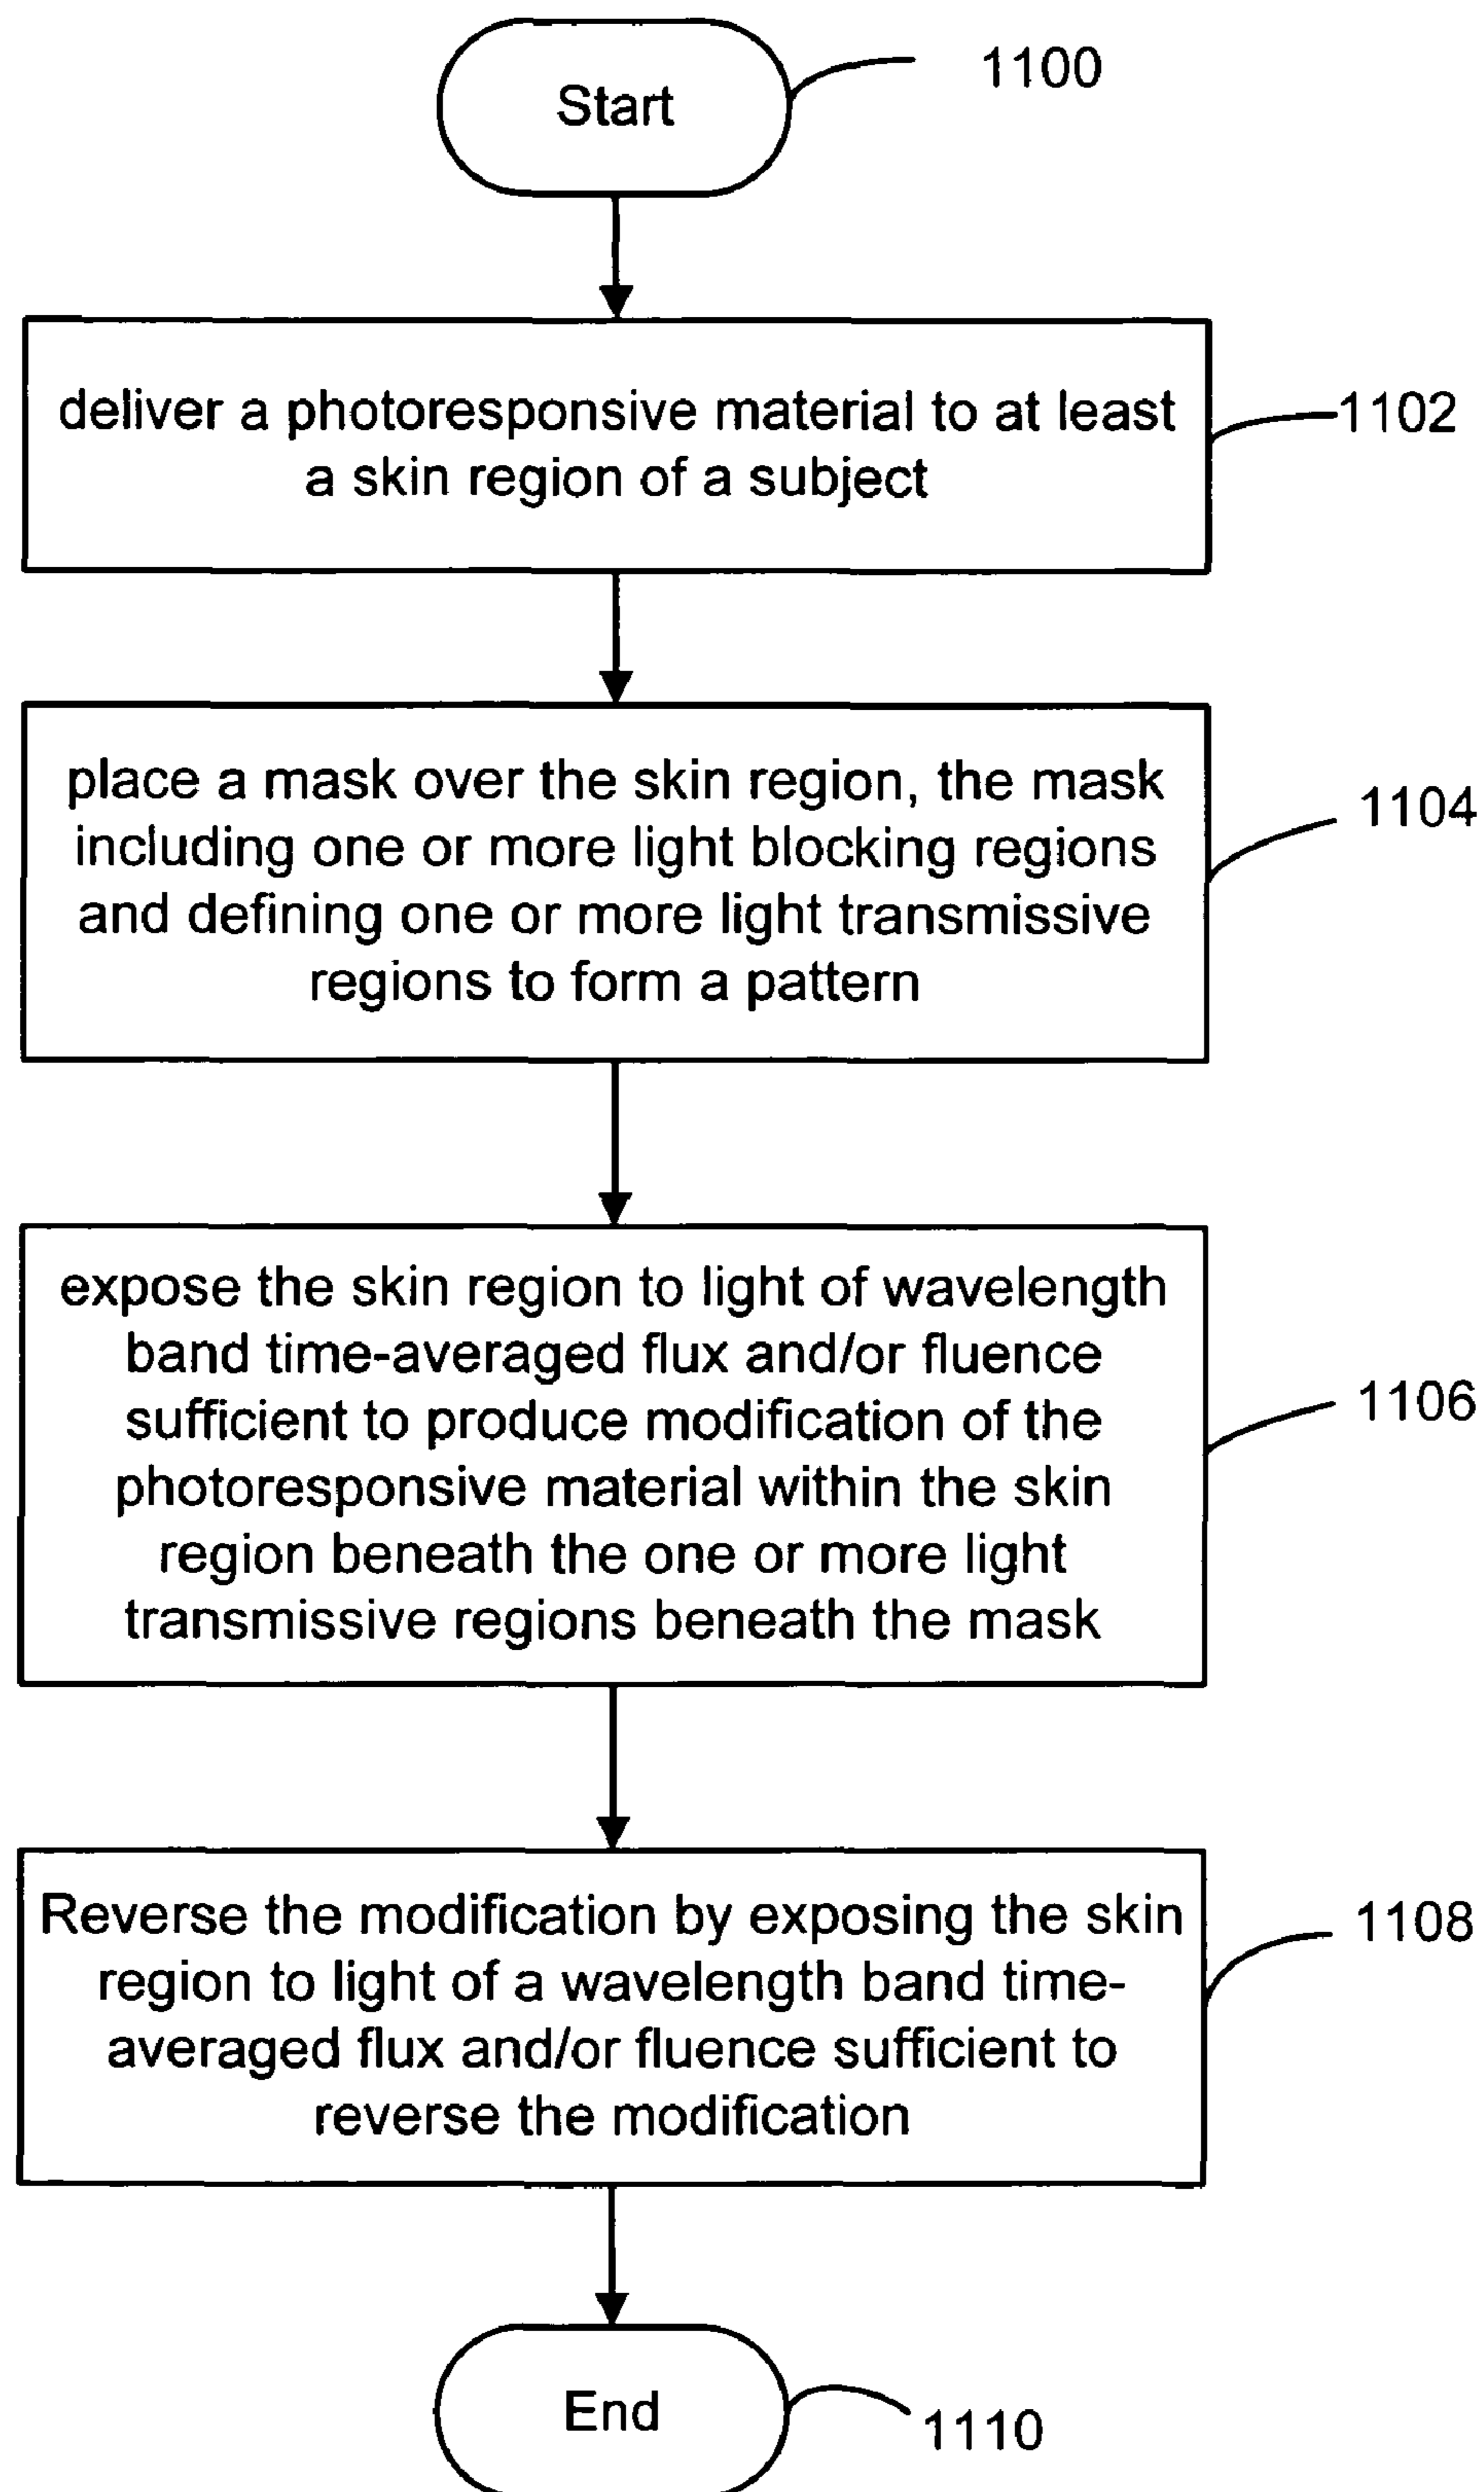 Start
1100
deliver a photoresponsive material to at least
a skin region of a subject
1102
place a mask over the skin region, the mask
including one or more light blocking regions
and defining one or more light transmissive
regions to form a pattern
1104
expose the skin region to light of wavelength
band time-averaged flux and/or fluence
sufficient to produce modification of the
photoresponsive material within the skin
region beneath the one or more light
transmissive regions beneath the mask
1106
Reverse the modification by exposing the skin
region to light of a wavelength band time-
averaged flux and/or fluence sufficient to
reverse the modification
1108
End
1110